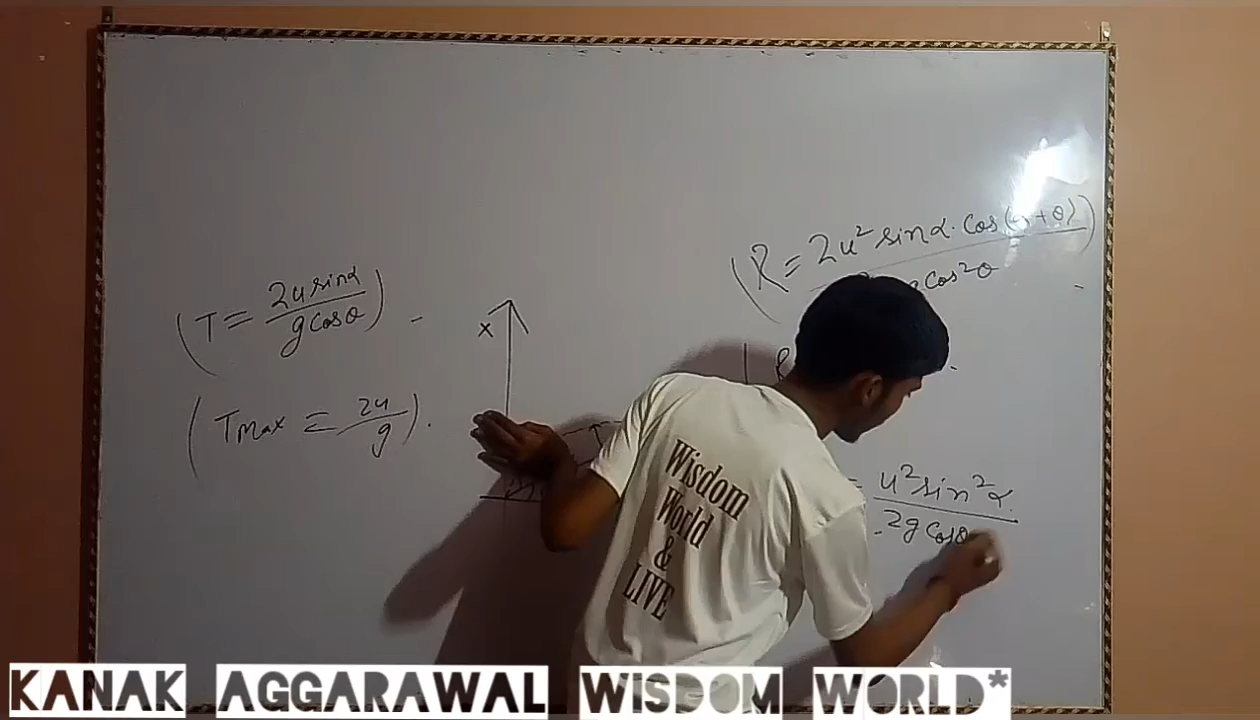 (T = 2u sinα / g cosθ) -
(Tmax = 2u / g).
x
(R = 2u² sinα. cos(α+θ) / cos²θ)
R
= u² sin²α. / 2g cosθ
Wisdom
World
&
LIVE
KANAK AGGARAWAL WISDOM WORLD*